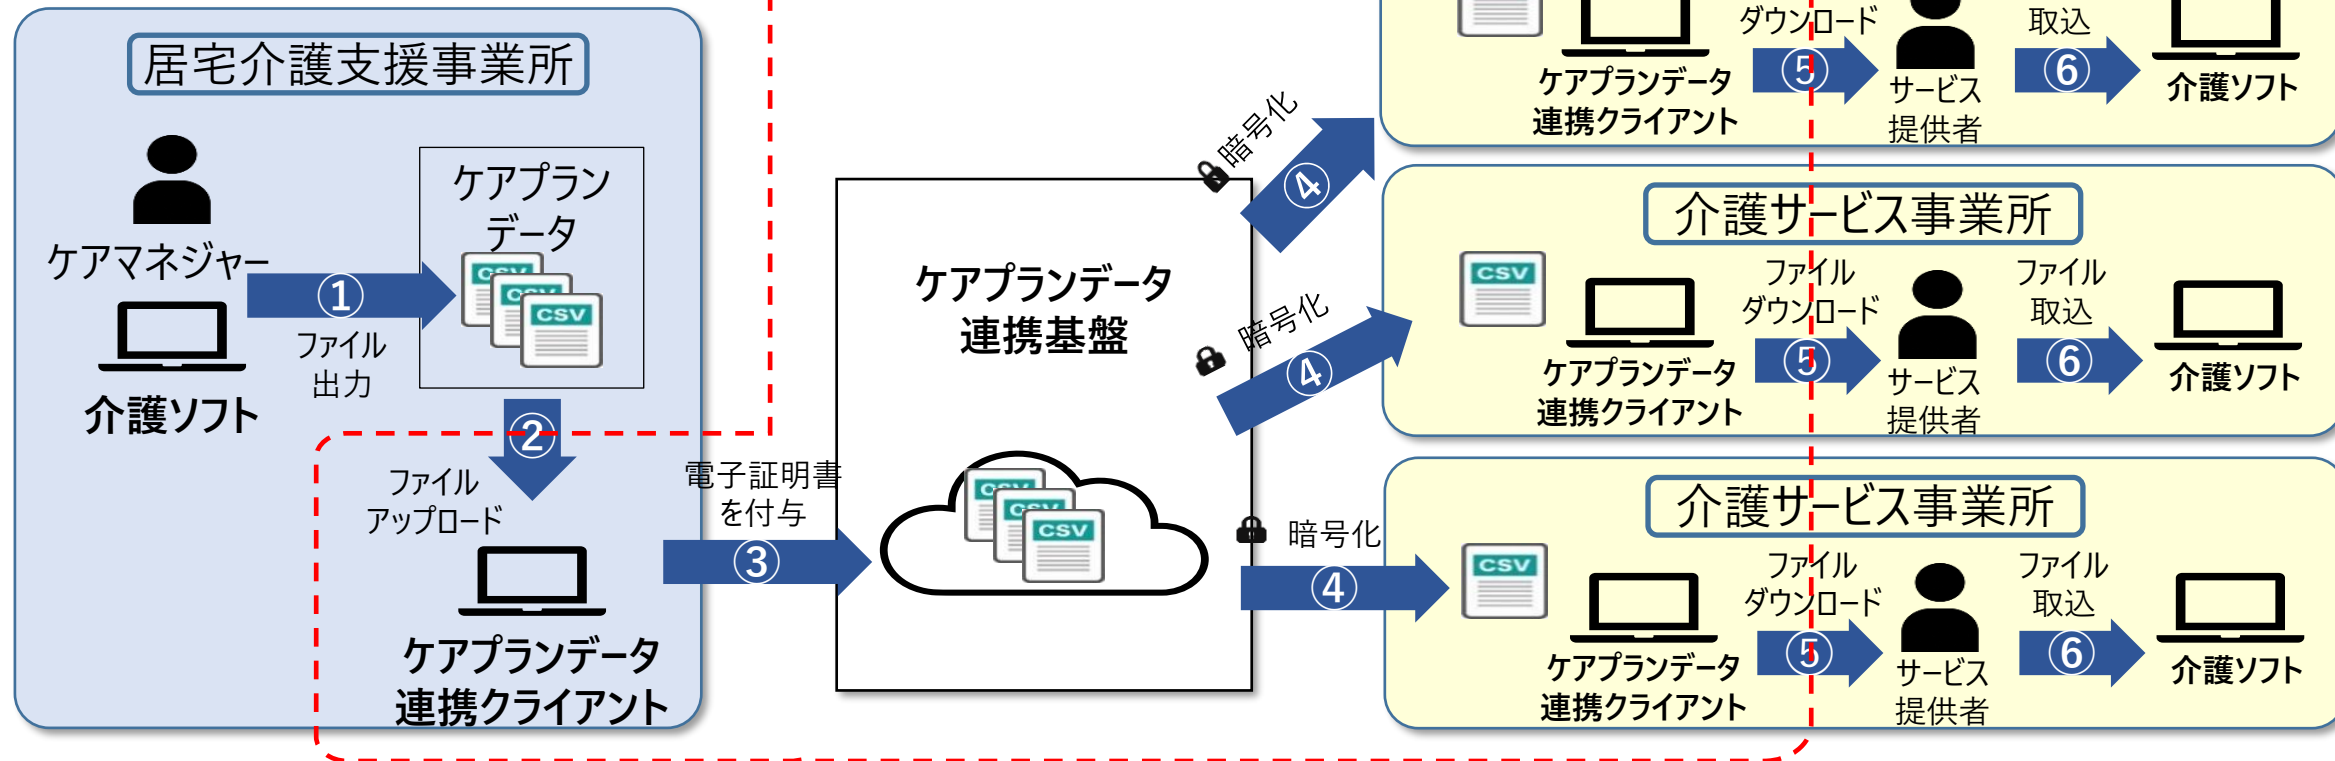 居宅介護支援事業所
ケアマネジャー
介護ソフト
①
ファイル
出力
ケアプラン
データ
CSV
CSV
CSV
②
ファイル
アップロード
ケアプランデータ
連携クライアント
電子証明書
を付与
③
ケアプランデータ
連携基盤
CSV
CSV
CSV
暗号化
④
暗号化
④
暗号化
④
ケアプランデータ
連携クライアント
ダウンロード
⑤
サービス
提供者
取込
⑥
介護ソフト
介護サービス事業所
CSV
ケアプランデータ
連携クライアント
ファイル
ダウンロード
⑤
サービス
提供者
ファイル
取込
⑥
介護ソフト
介護サービス事業所
CSV
ケアプランデータ
連携クライアント
ファイル
ダウンロード
⑤
サービス
提供者
ファイル
取込
⑥
介護ソフト